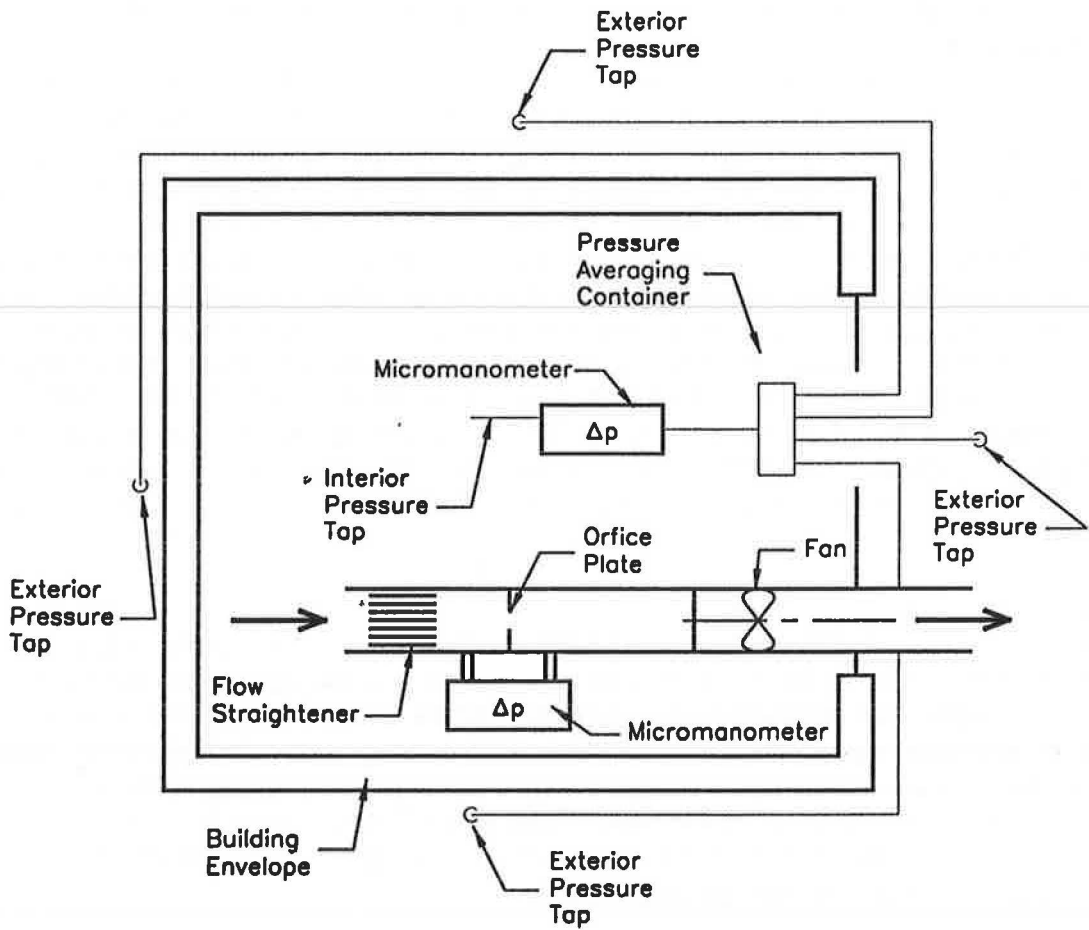 Exterior
Pressure
Tap
Pressure
Averaging
Container
Micromanometer
Δp
Interior
Pressure
Tap
Exterior
Pressure
Tap
Orfice
Plate
Fan
Exterior
Pressure
Tap
Flow
Straightener
Δp
Micromanometer
Building
Envelope
Exterior
Pressure
Tap